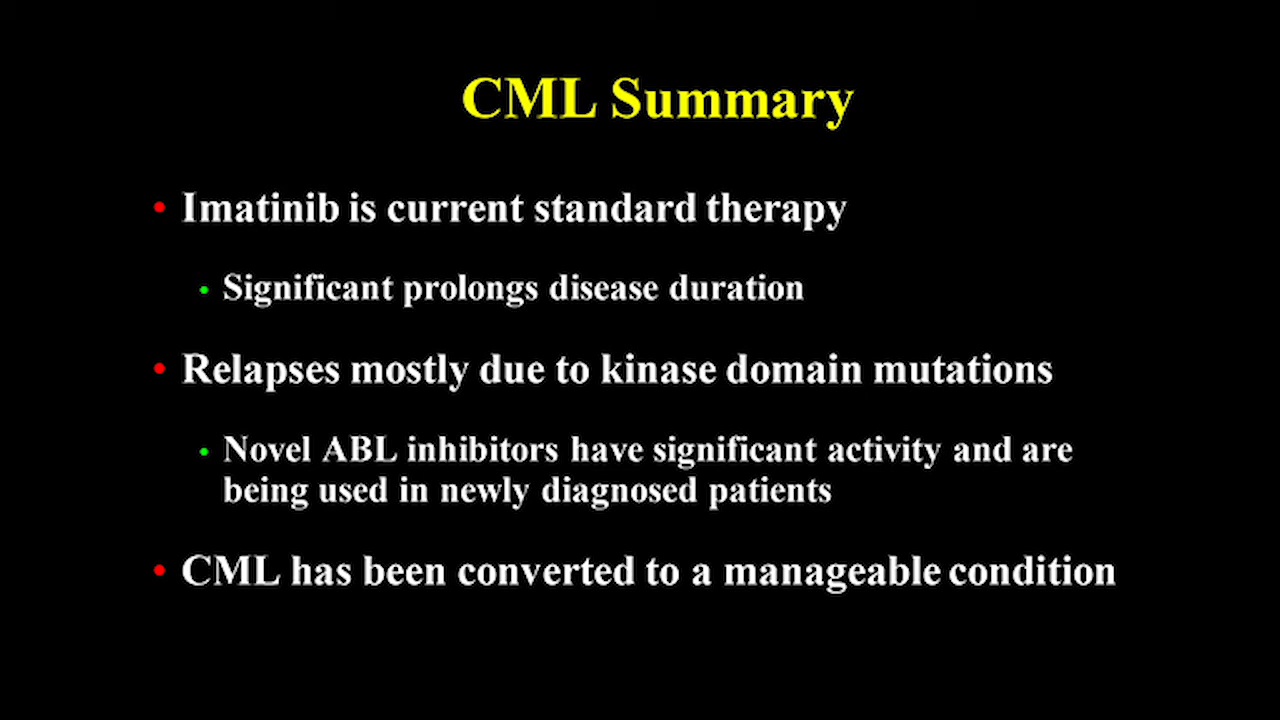 CML Summary
• Imatinib is current standard therapy
• Significant prolongs disease duration
• Relapses mostly due to kinase domain mutations
• Novel ABL inhibitors have significant activity and are
being used in newly diagnosed patients
• CML has been converted to a manageable condition